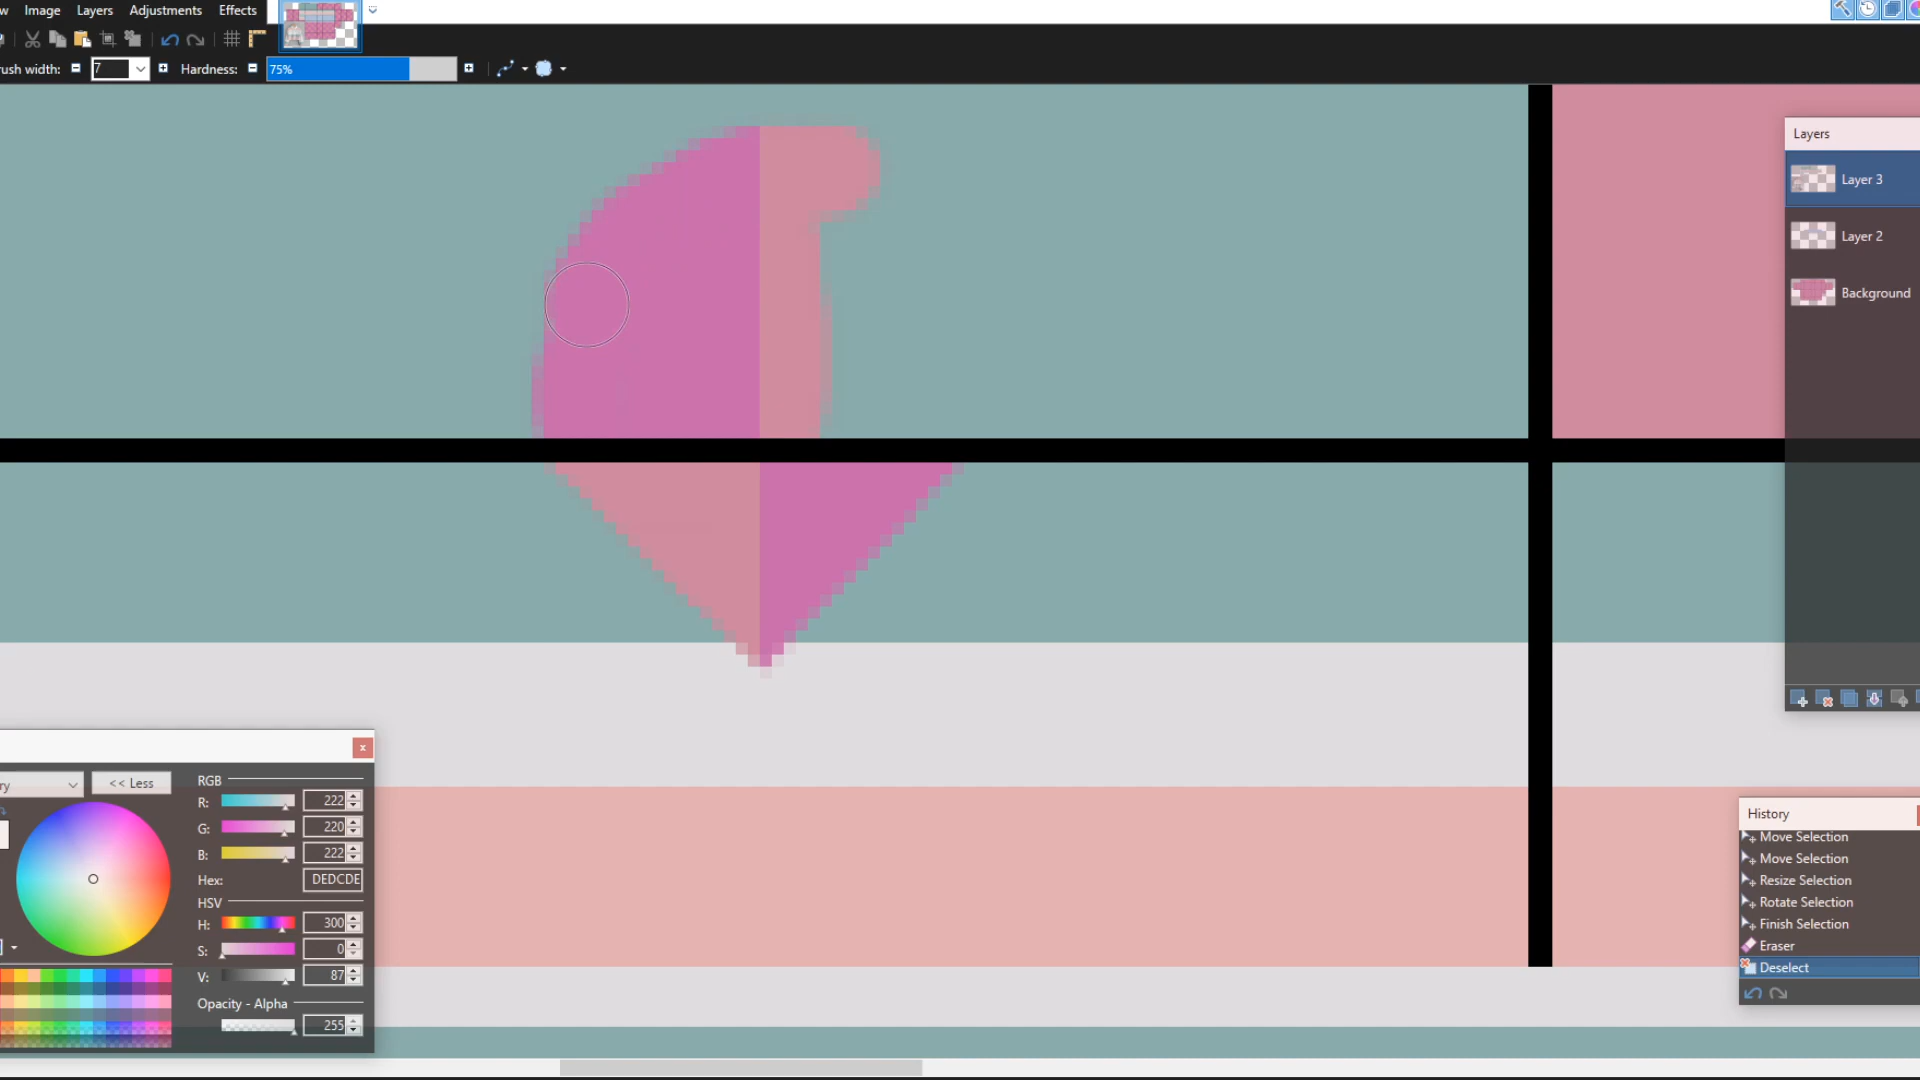 w Image Layers Adjustments Effects
rush width: 7 Hardness: 75%
Layers
Layer 3
Layer 2
Background
ry << Less
RGB
R: 222
G: 220
B: 222
Hex: DEDCDE
HSV
H: 300
S: 0
V: 87
Opacity - Alpha
255
History
Move Selection
Move Selection
Resize Selection
Rotate Selection
Finish Selection
Eraser
Deselect